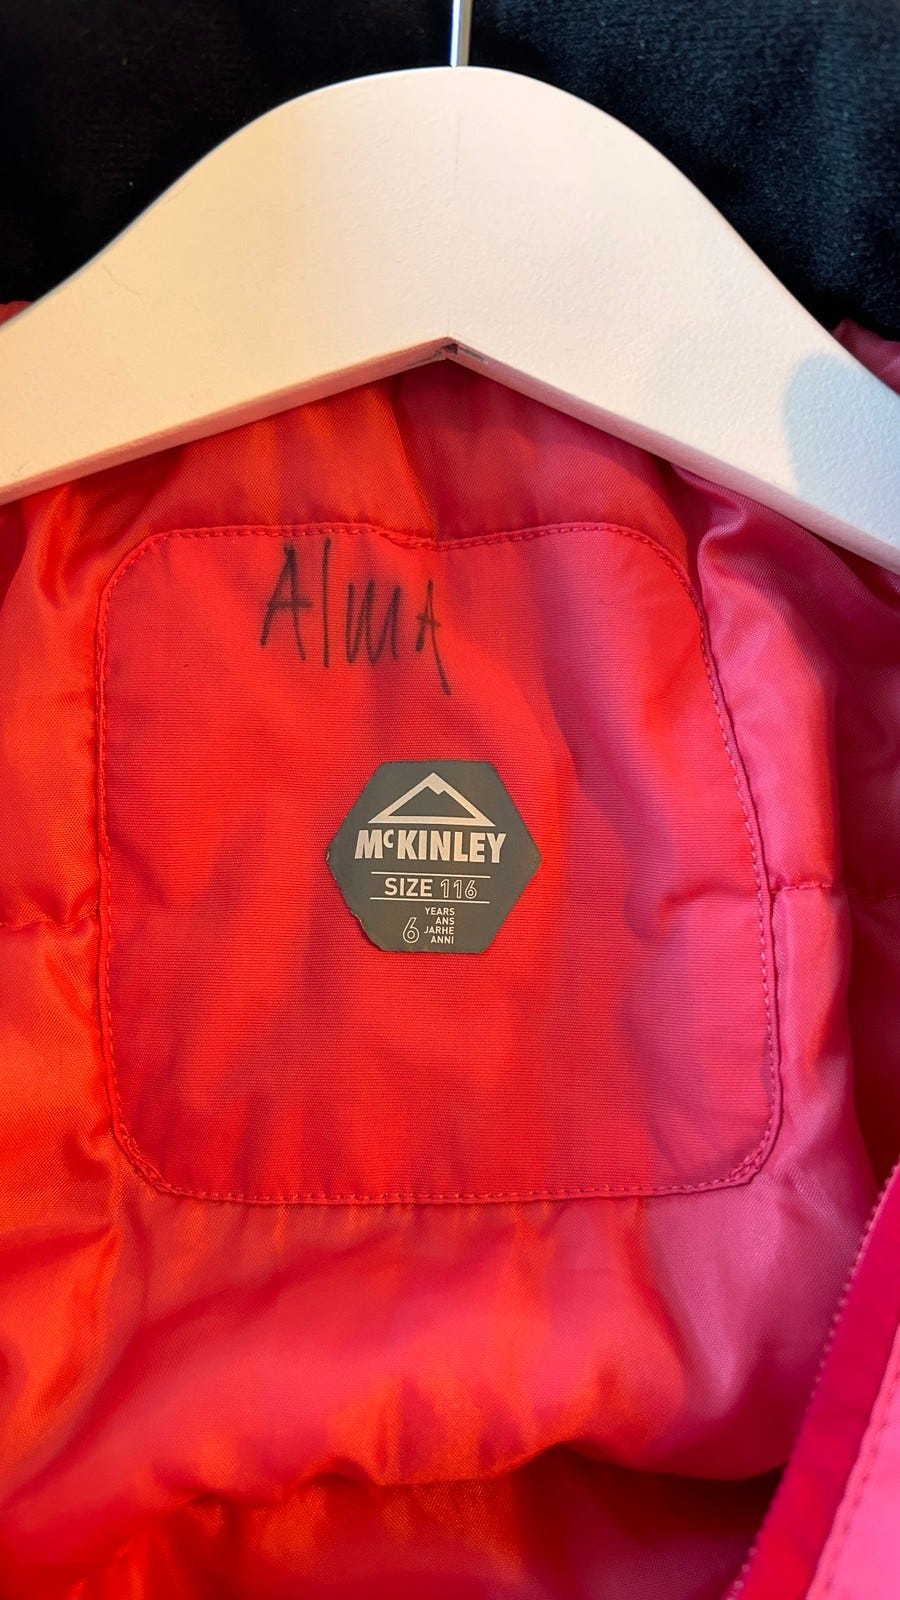 Alma
McKINLEY
SIZE 116
6 YEARS
ANS
JARHE
ANNI